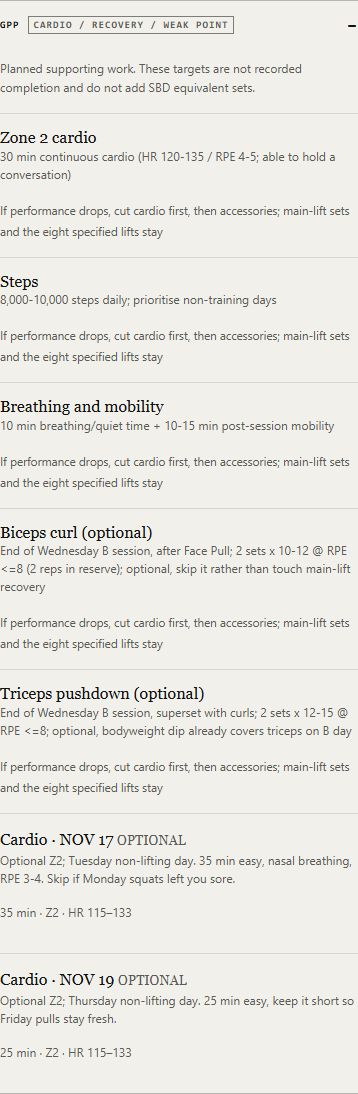 GPP CARDIO / RECOVERY / WEAK POINT –
Planned supporting work. These targets are not recorded
completion and do not add SBD equivalent sets.
Zone 2 cardio
30 min continuous cardio (HR 120-135 / RPE 4-5; able to hold a
conversation)
If performance drops, cut cardio first, then accessories; main-lift sets
and the eight specified lifts stay
Steps
8,000-10,000 steps daily; prioritise non-training days
If performance drops, cut cardio first, then accessories; main-lift sets
and the eight specified lifts stay
Breathing and mobility
10 min breathing/quiet time + 10-15 min post-session mobility
If performance drops, cut cardio first, then accessories; main-lift sets
and the eight specified lifts stay
Biceps curl (optional)
End of Wednesday B session, after Face Pull; 2 sets x 10-12 @ RPE
<=8 (2 reps in reserve); optional, skip it rather than touch main-lift
recovery
If performance drops, cut cardio first, then accessories; main-lift sets
and the eight specified lifts stay
Triceps pushdown (optional)
End of Wednesday B session, superset with curls; 2 sets x 12-15 @
RPE <=8; optional, bodyweight dip already covers triceps on B day
If performance drops, cut cardio first, then accessories; main-lift sets
and the eight specified lifts stay
Cardio · NOV 17 OPTIONAL
Optional Z2; Tuesday non-lifting day. 35 min easy, nasal breathing,
RPE 3-4. Skip if Monday squats left you sore.
35 min · Z2 · HR 115–133
Cardio · NOV 19 OPTIONAL
Optional Z2; Thursday non-lifting day. 25 min easy, keep it short so
Friday pulls stay fresh.
25 min · Z2 · HR 115–133